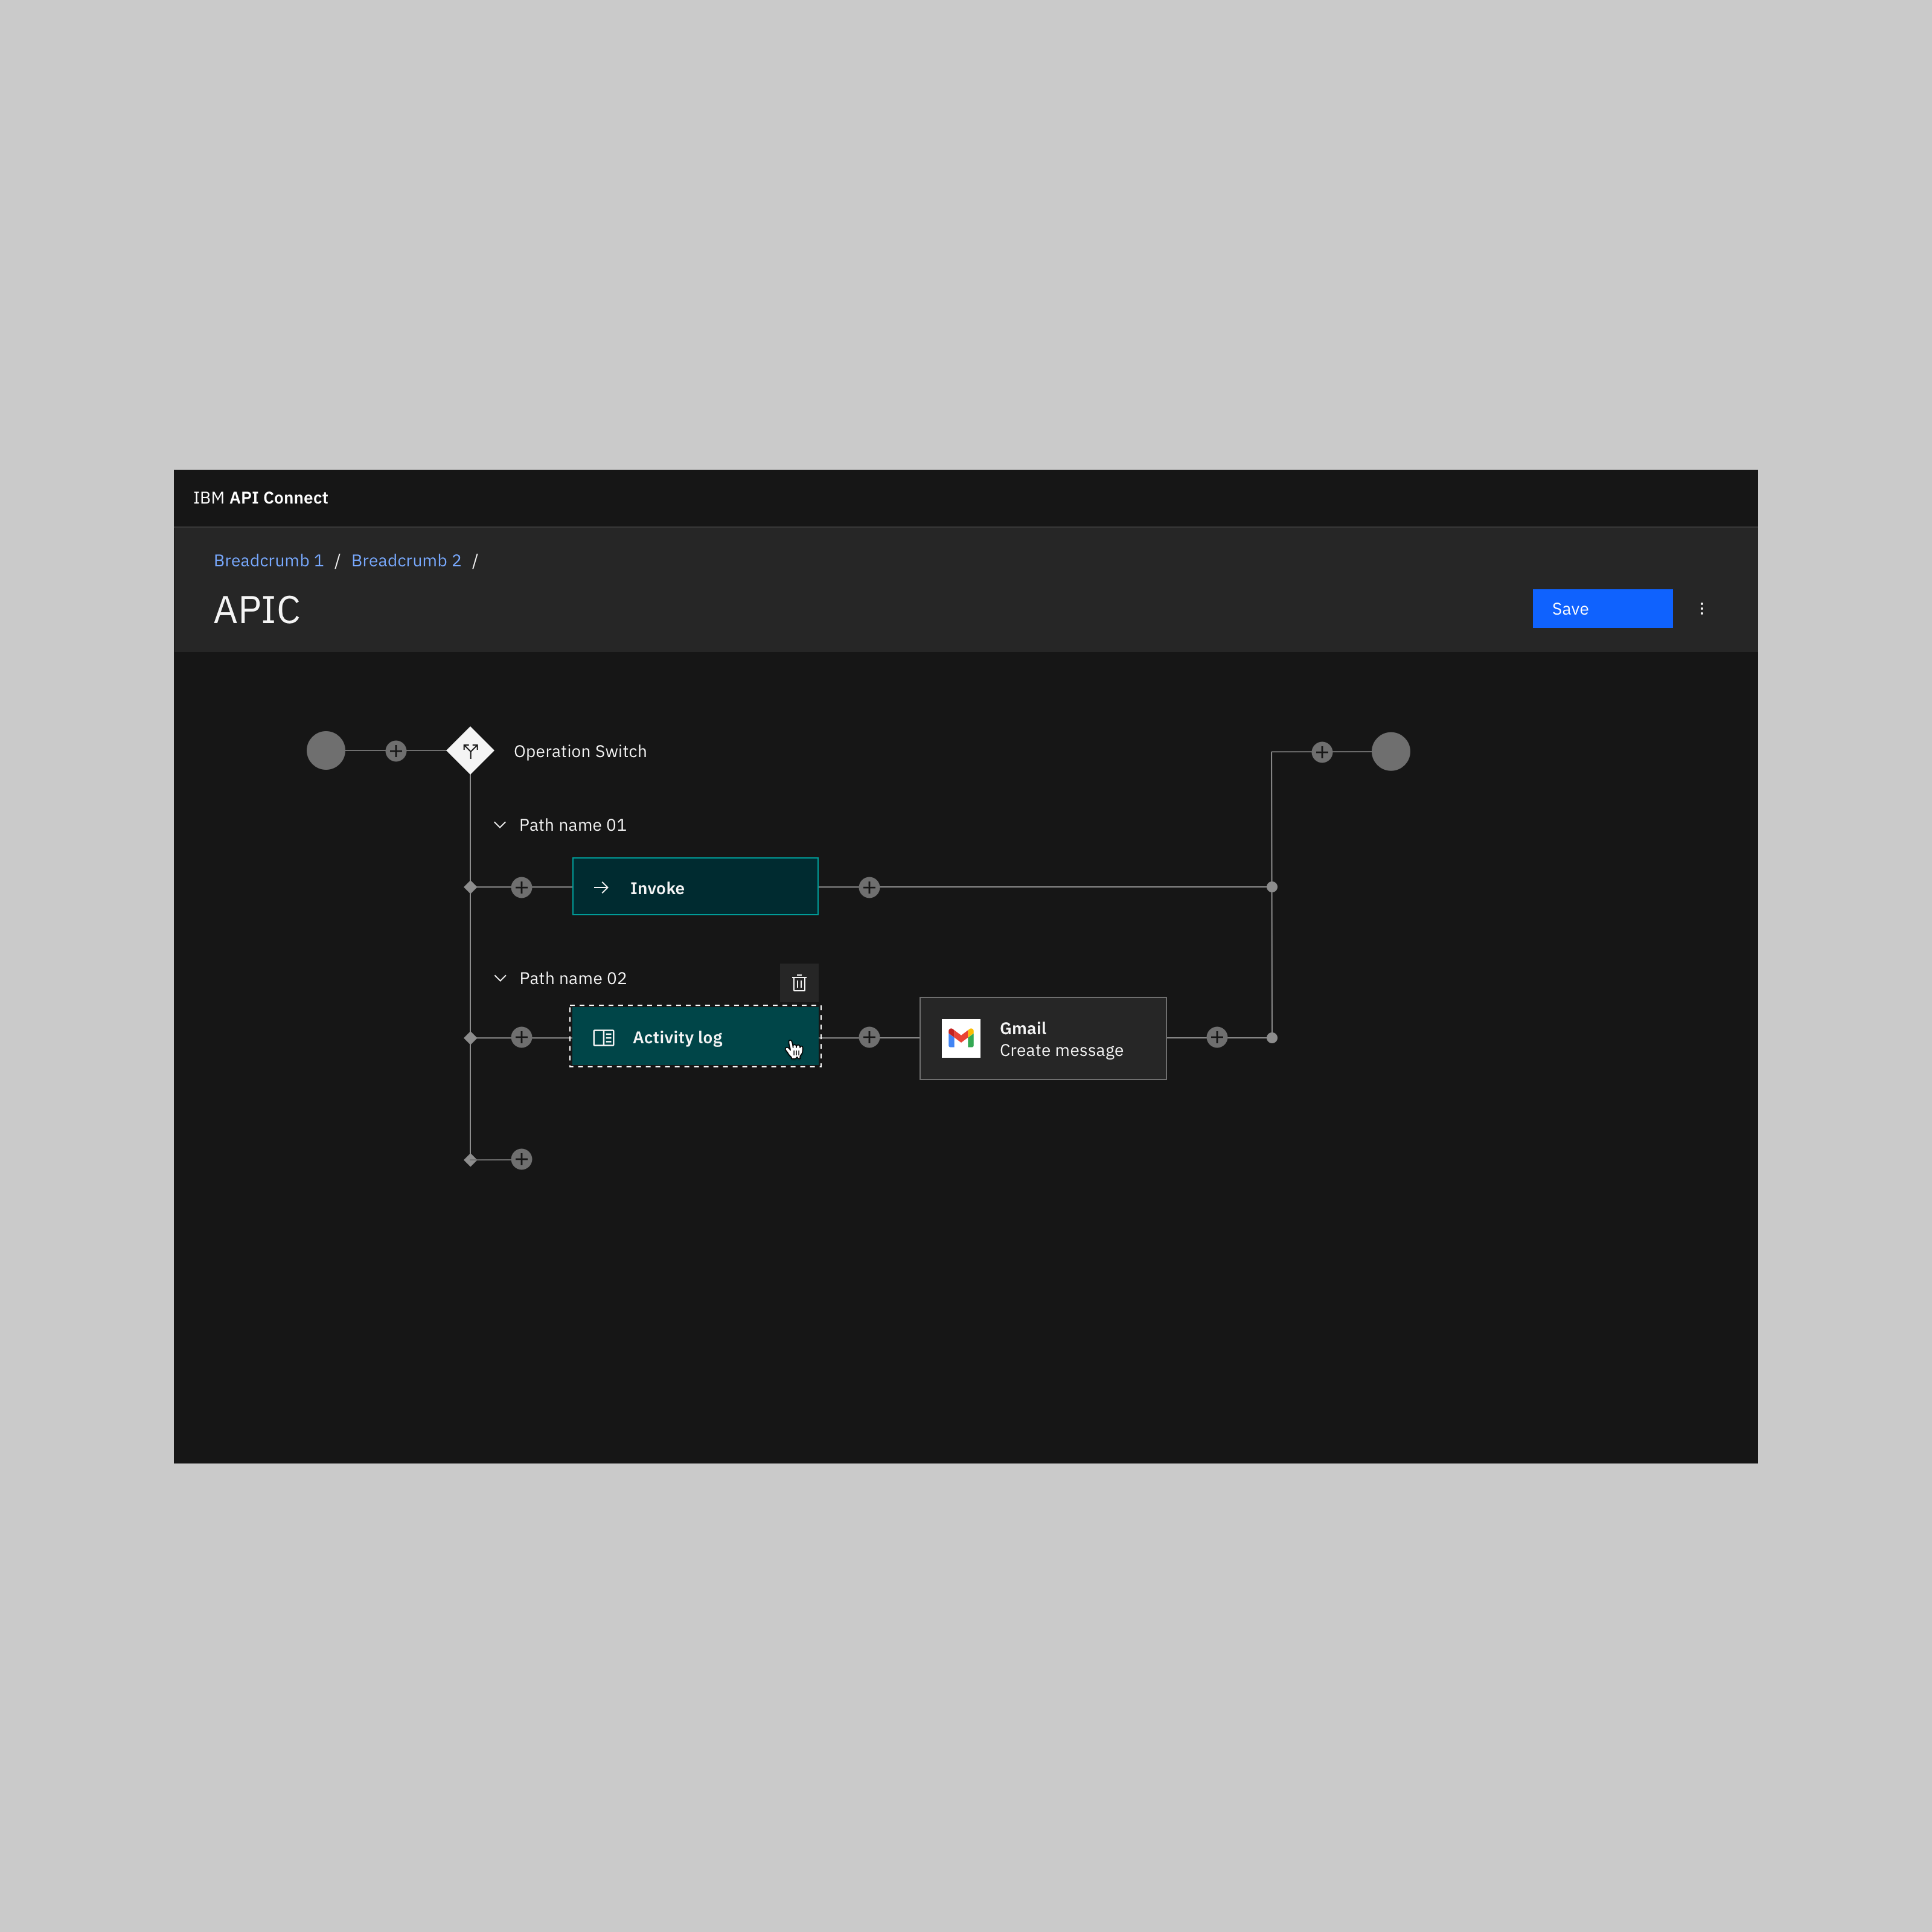 IBM API Connect
Breadcrumb 1 / Breadcrumb 2 /
APIC
Save
Operation Switch
Path name 01
Invoke
Path name 02
Activity log
Gmail
Create message